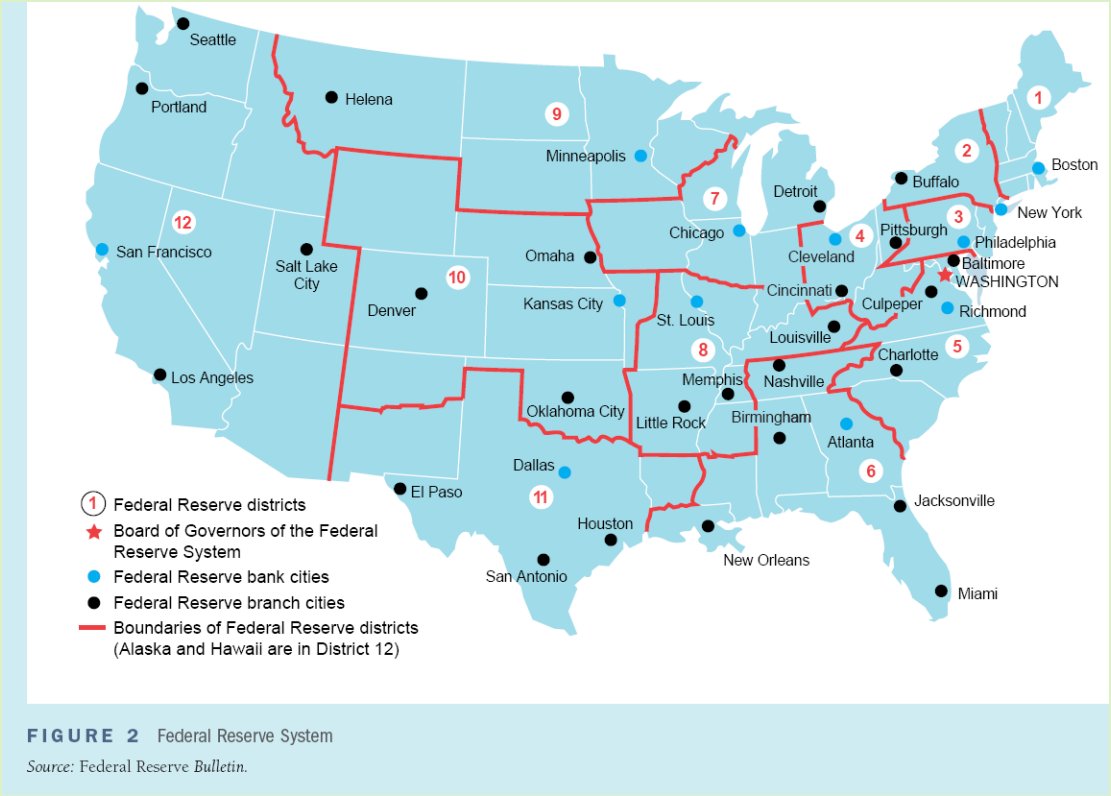 Seattle
Portland
Helena
9
Minneapolis
1
2
Boston
Buffalo
Detroit
7
12
3
New York
San Francisco
Chicago
4
Pittsburgh
Philadelphia
Cleveland
Omaha
Salt Lake
City
10
Baltimore
WASHINGTON
Denver
Kansas City
Cincinnati
Culpeper
Richmond
St. Louis
Louisville
8
5
Charlotte
Los Angeles
Memphis
Nashville
Oklahoma City
Little Rock
Birmingham
Atlanta
Dallas
6
El Paso
11
Jacksonville
Houston
New Orleans
San Antonio
Miami
1 Federal Reserve districts
Board of Governors of the Federal
Reserve System
Federal Reserve bank cities
Federal Reserve branch cities
Boundaries of Federal Reserve districts
(Alaska and Hawaii are in District 12)
FIGURE 2 Federal Reserve System
Source: Federal Reserve Bulletin.